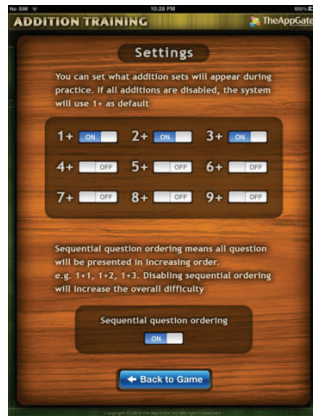 No SIM 10:28 PM 100%
ADDITION TRAINING TheAppGate
Settings
You can set what addition sets will appear during
practice. If all additions are disabled, the system
will use 1+ as default
1+ ON 2+ ON 3+ ON
4+ OFF 5+ OFF 6+ OFF
7+ OFF 8+ OFF 9+ OFF
Sequential question ordering means all question
will be presented in increasing order.
e.g. 1+1, 1+2, 1+3. Disabling sequential ordering
will increase the overall difficulty
Sequential question ordering
ON
Back to Game